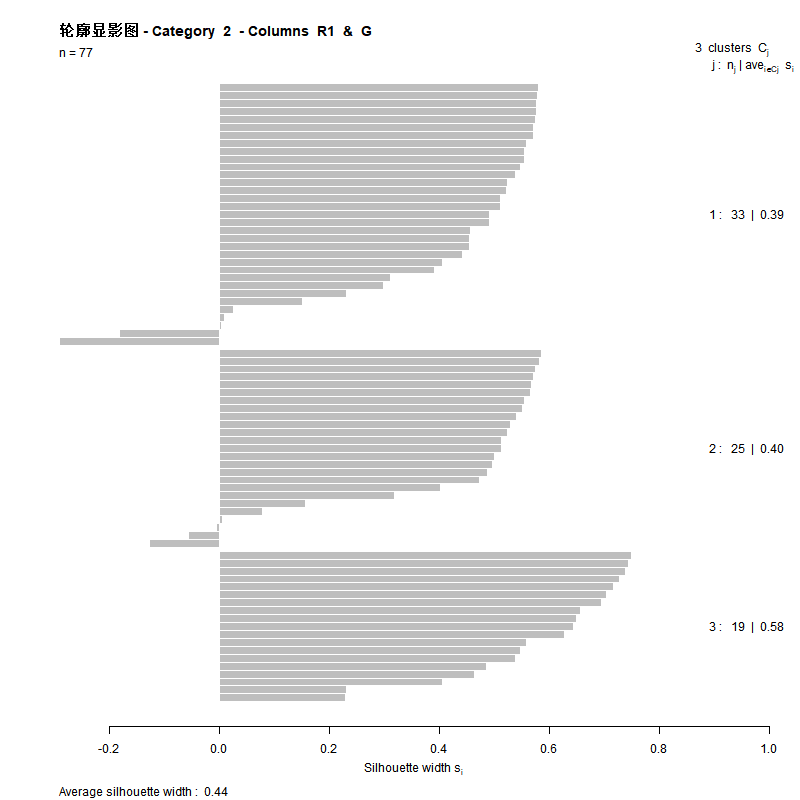 轮廓显影图 - Category 2 - Columns R1 & G
n = 77
3 clusters Cj
j : nj | avei∈Cj si
1 : 33 | 0.39
2 : 25 | 0.40
3 : 19 | 0.58
-0.2 0.0 0.2 0.4 0.6 0.8 1.0
Silhouette width si
Average silhouette width : 0.44